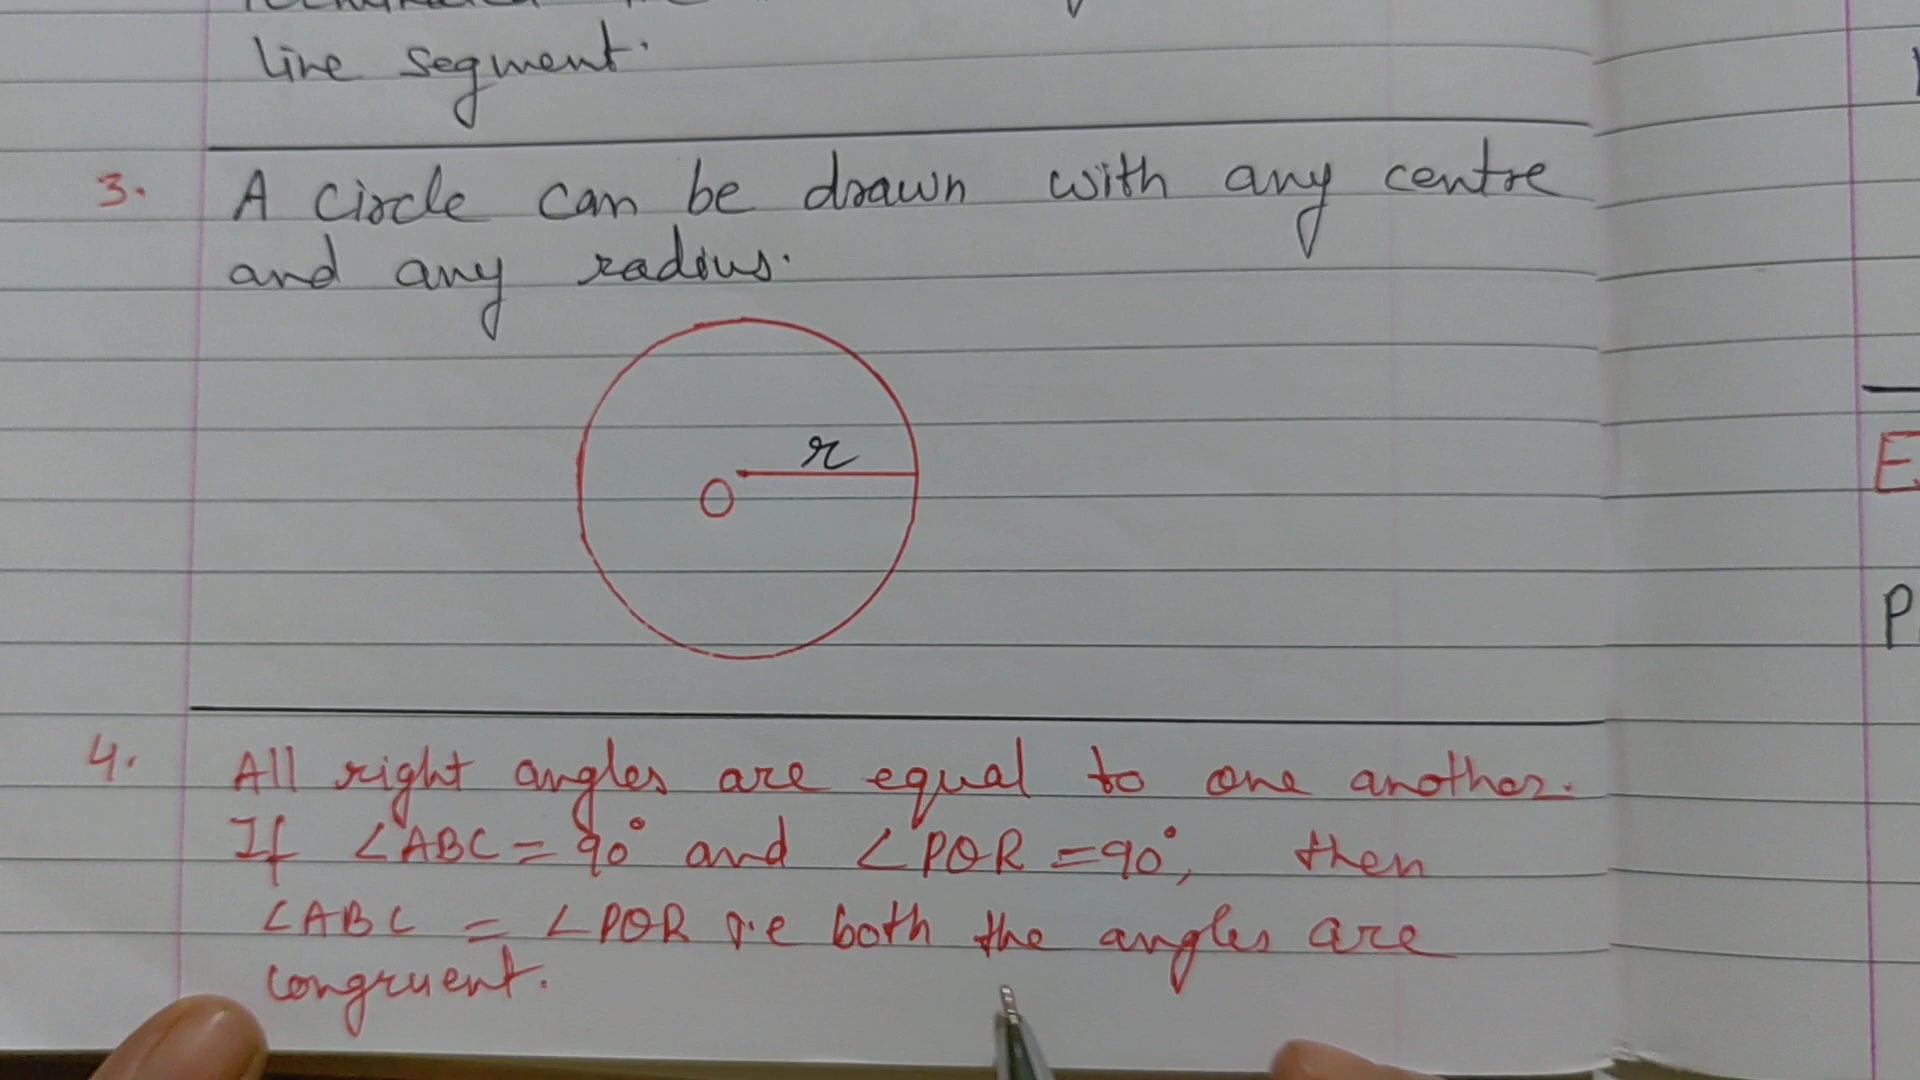 line segment.
3. A circle can be drawn with any centre
and any radius.
r
O
4. All right angles are equal to one another.
If ∠ABC = 90° and ∠PQR = 90°, then
∠ABC = ∠PQR i.e both the angles are
congruent.
E
P